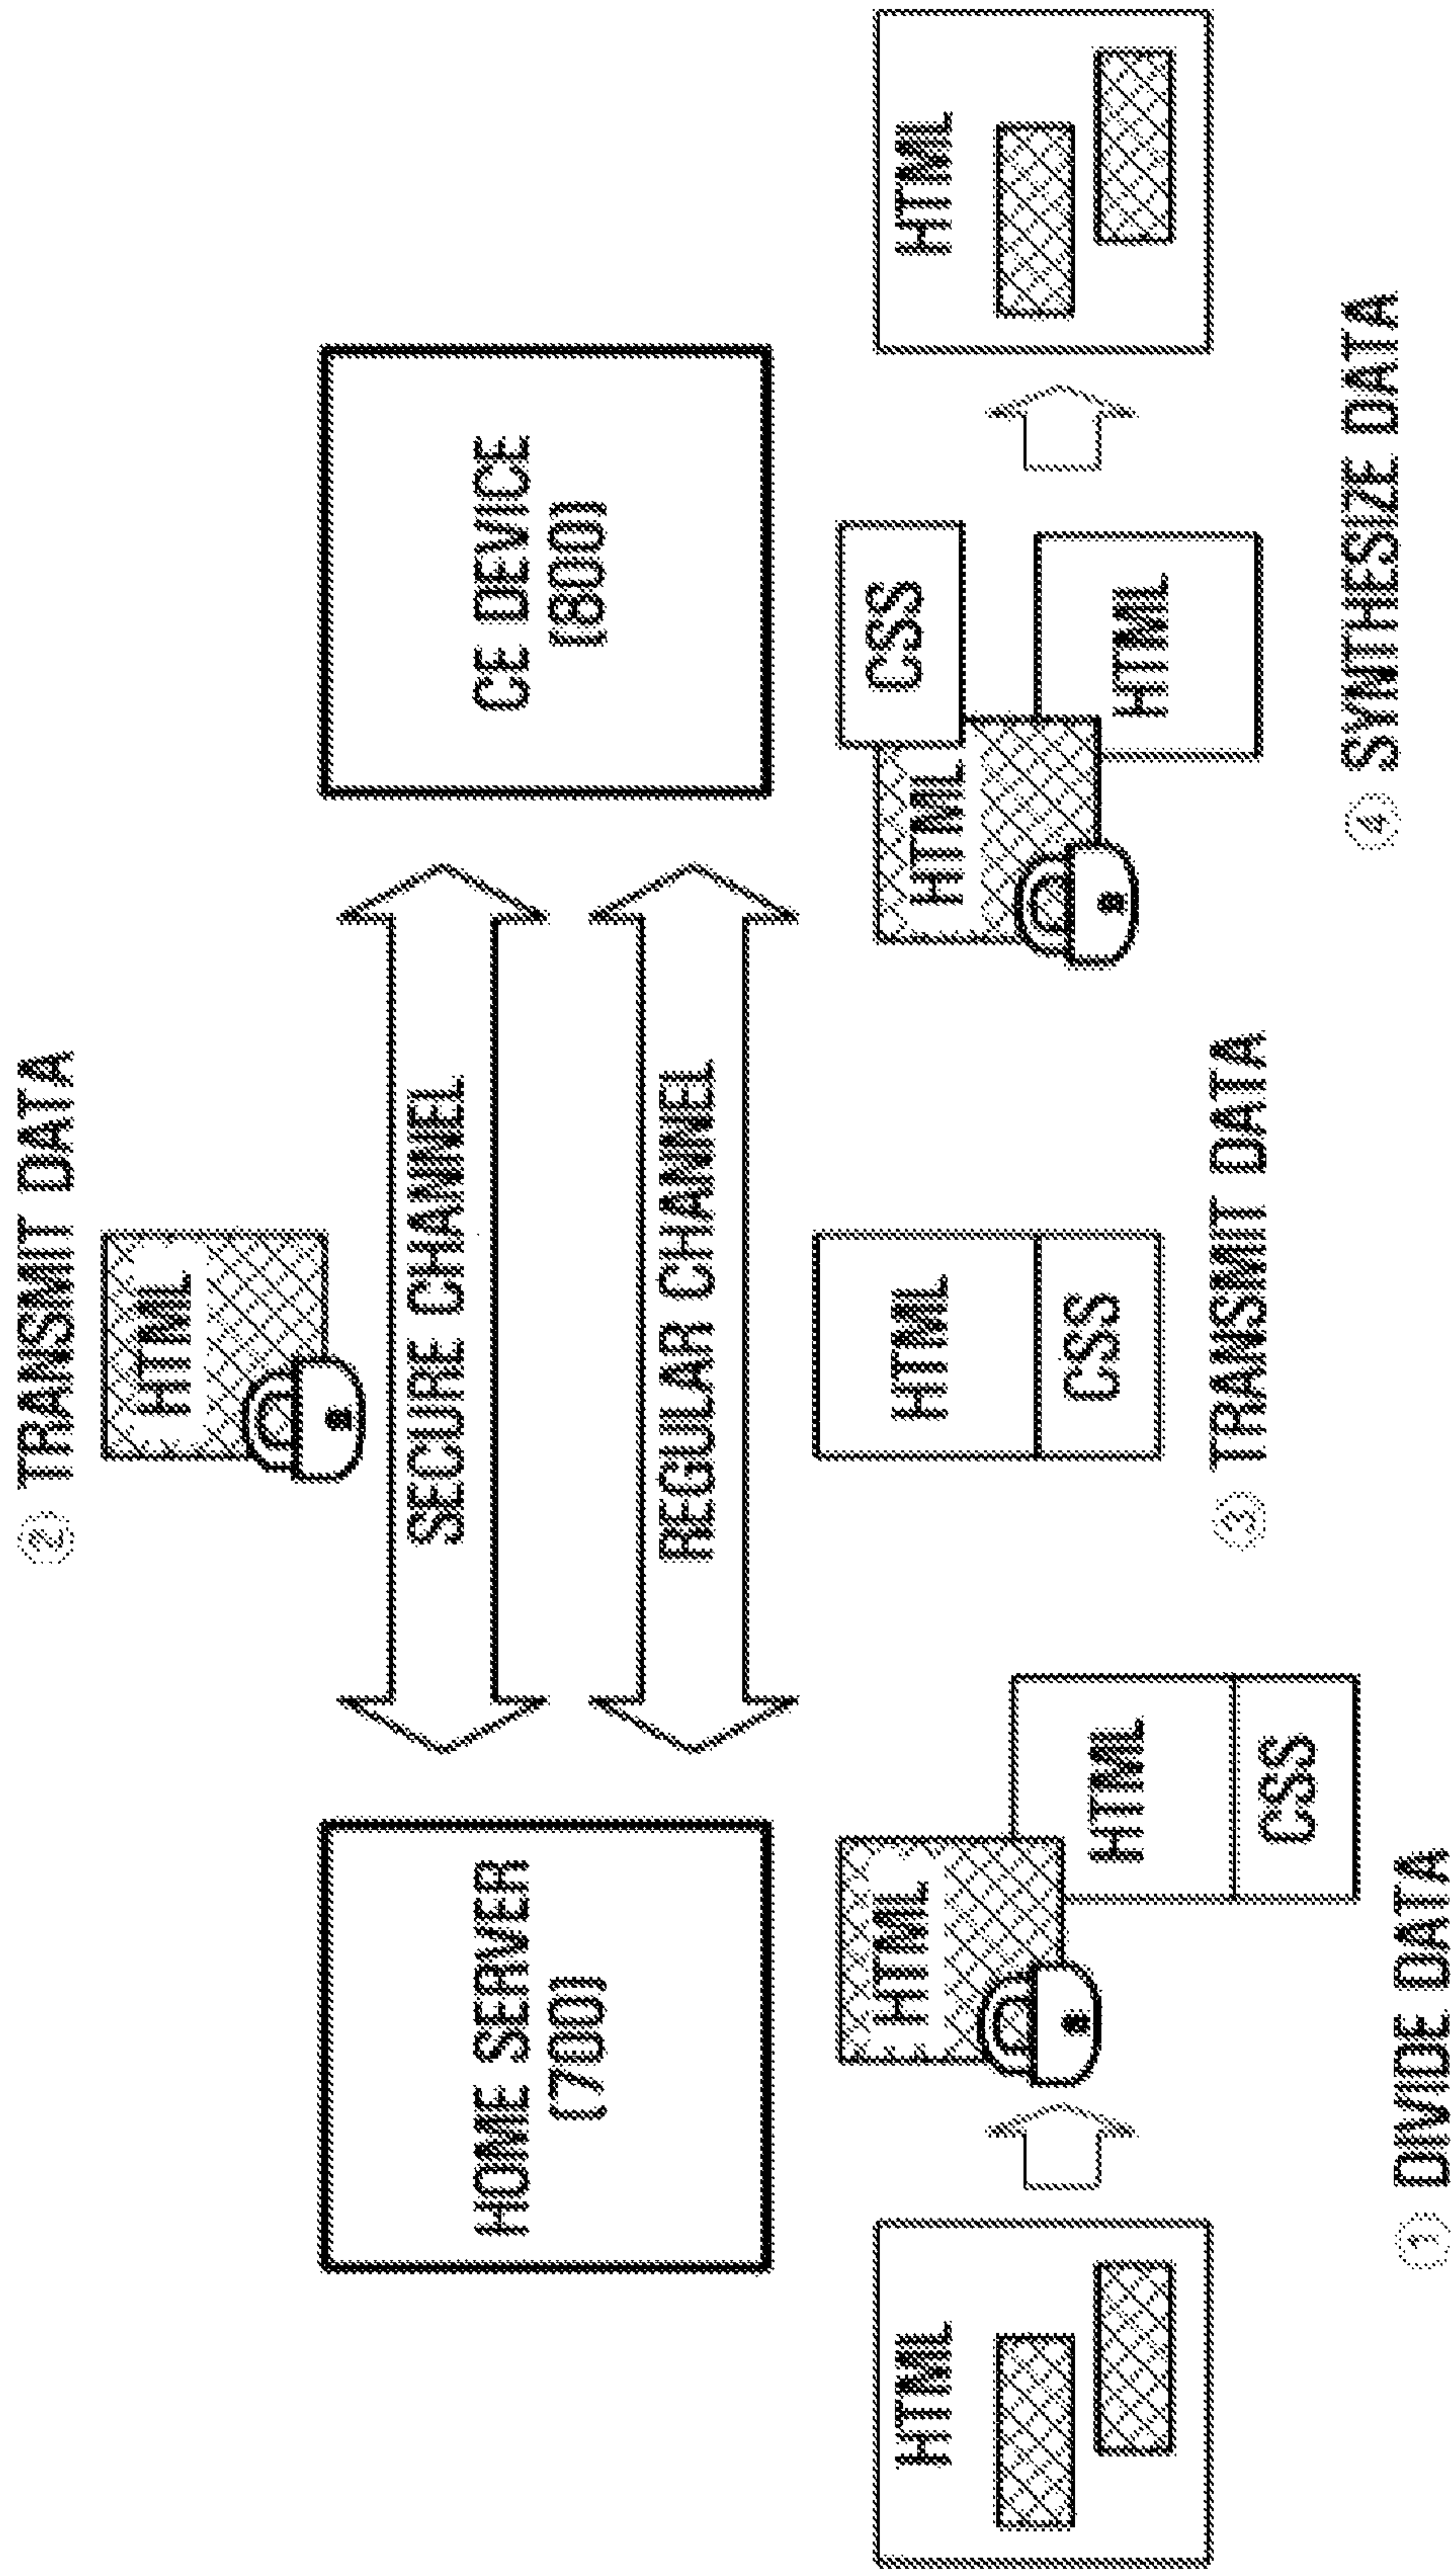 ② TRANSMIT DATA
HTML
HOME SERVER
(700)
SECURE CHANNEL
REGULAR CHANNEL
CE DEVICE
(800)
HTML
HTML
HTML
CSS
① DIVIDE DATA
HTML
CSS
③ TRANSMIT DATA
HTML
CSS
HTML
④ SYNTHESIZE DATA
HTML